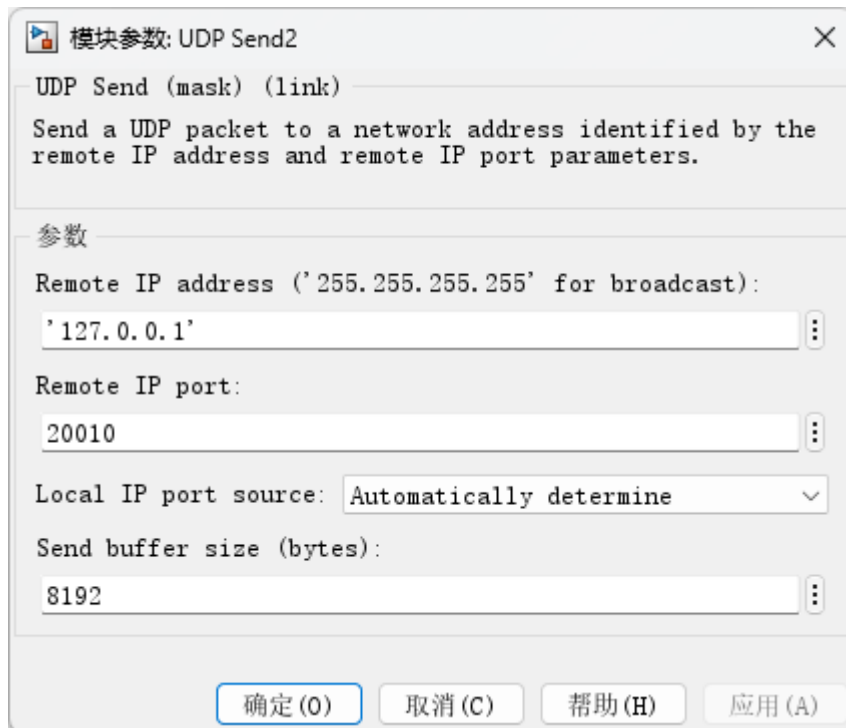 模块参数: UDP Send2
UDP Send (mask) (link)
Send a UDP packet to a network address identified by the
remote IP address and remote IP port parameters.
参数
Remote IP address ('255.255.255.255' for broadcast):
'127.0.0.1'
Remote IP port:
20010
Local IP port source: Automatically determine
Send buffer size (bytes):
8192
确定(O) 取消(C) 帮助(H) 应用(A)